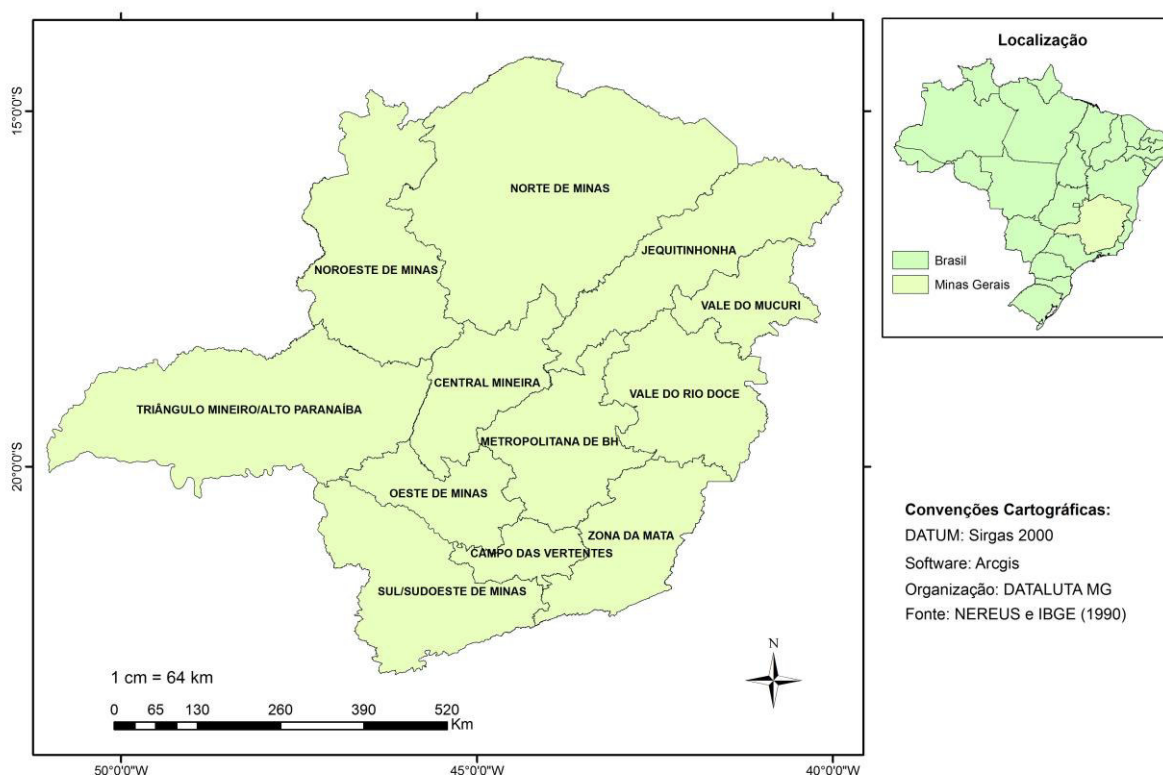 15°0'0"S
20°0'0"S
50°0'0"W
45°0'0"W
40°0'0"W
NORTE DE MINAS
JEQUITINHONHA
NOROESTE DE MINAS
VALE DO MUCURI
CENTRAL MINEIRA
VALE DO RIO DOCE
TRIÂNGULO MINEIRO/ALTO PARANAÍBA
METROPOLITANA DE BH
OESTE DE MINAS
ZONA DA MATA
CAMPO DAS VERTENTES
SUL/SUDOESTE DE MINAS
N
1 cm = 64 km
0 65 130 260 390 520
Km
Localização
Brasil
Minas Gerais
Convenções Cartográficas:
DATUM: Sirgas 2000
Software: Arcgis
Organização: DATALUTA MG
Fonte: NEREUS e IBGE (1990)